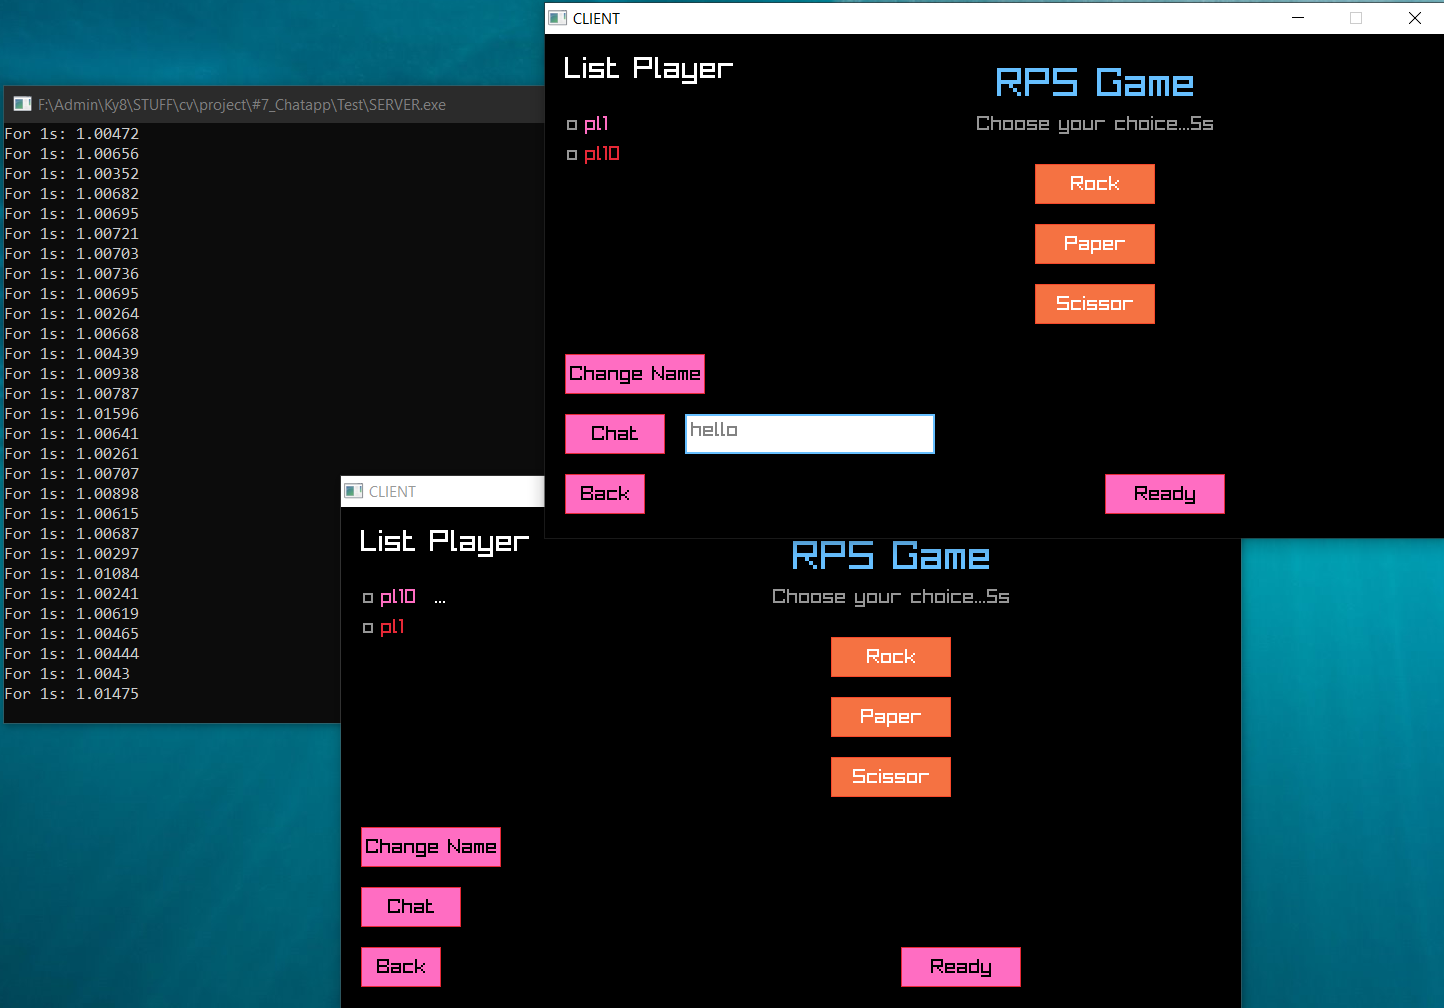 F:\Admin\Ky8\STUFF\cv\project\#7_Chatapp\Test\SERVER.exe
For 1s: 1.00472
For 1s: 1.00656
For 1s: 1.00352
For 1s: 1.00682
For 1s: 1.00695
For 1s: 1.00721
For 1s: 1.00703
For 1s: 1.00736
For 1s: 1.00695
For 1s: 1.00264
For 1s: 1.00668
For 1s: 1.00439
For 1s: 1.00938
For 1s: 1.00787
For 1s: 1.01596
For 1s: 1.00641
For 1s: 1.00261
For 1s: 1.00707
For 1s: 1.00898
For 1s: 1.00615
For 1s: 1.00687
For 1s: 1.00297
For 1s: 1.01084
For 1s: 1.00241
For 1s: 1.00619
For 1s: 1.00465
For 1s: 1.00444
For 1s: 1.0043
For 1s: 1.01475
CLIENT
List Player
pl1
pl10
RPS Game
Choose your choice...5s
Rock
Paper
Scissor
Change Name
Chat
hello
Back
Ready
CLIENT
List Player
pl10 ...
pl1
RPS Game
Choose your choice...5s
Rock
Paper
Scissor
Change Name
Chat
Back
Ready